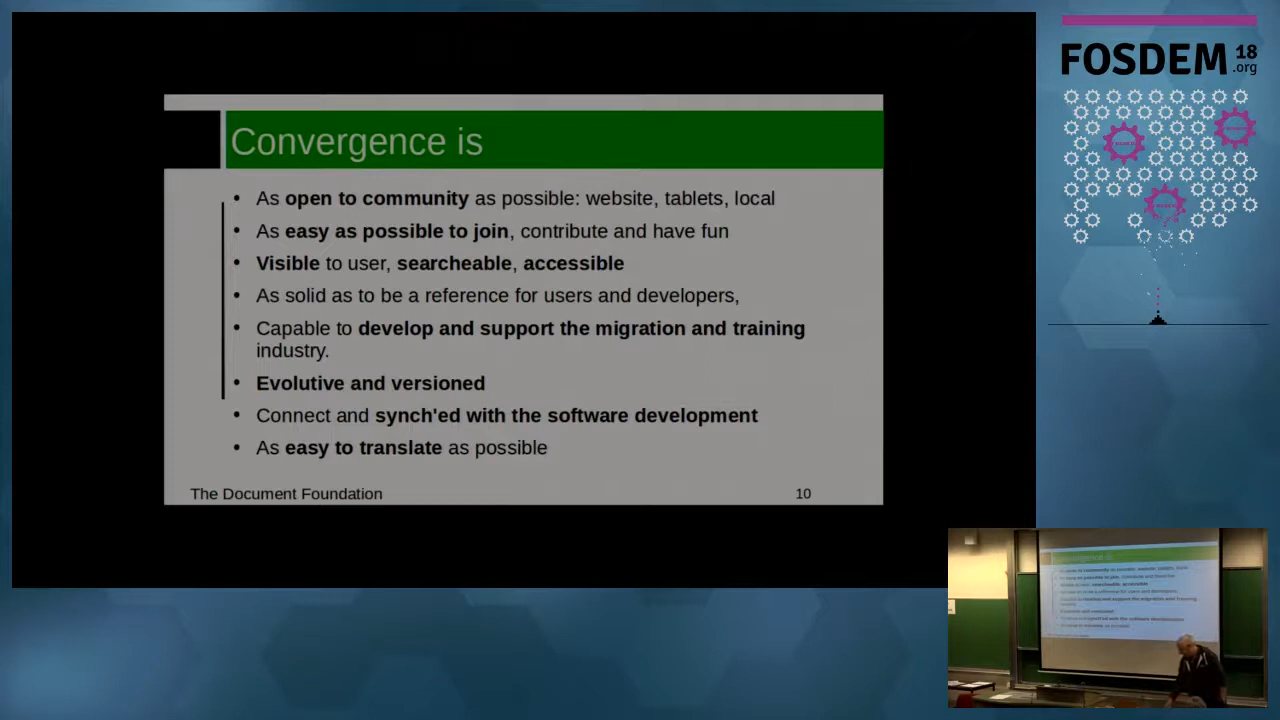 FOSDEM 18
.org
Convergence is
• As open to community as possible: website, tablets, local
• As easy as possible to join, contribute and have fun
• Visible to user, searcheable, accessible
• As solid as to be a reference for users and developers,
• Capable to develop and support the migration and training
industry.
• Evolutive and versioned
• Connect and synch'ed with the software development
• As easy to translate as possible
The Document Foundation
10